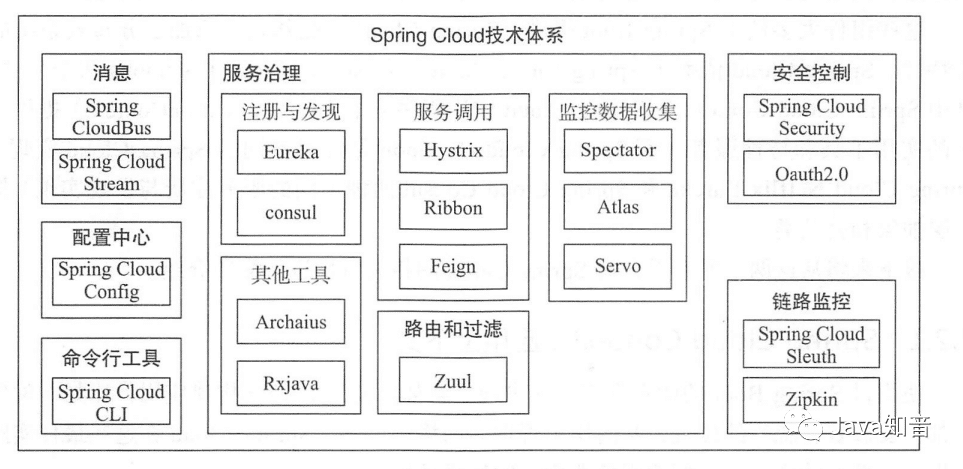 Spring Cloud技术体系
消息
Spring
CloudBus
Spring Cloud
Stream
配置中心
Spring Cloud
Config
命令行工具
Spring Cloud
CLI
服务治理
注册与发现
Eureka
consul
其他工具
Archaius
Rxjava
服务调用
Hystrix
Ribbon
Feign
路由和过滤
Zuul
监控数据收集
Spectator
Atlas
Servo
安全控制
Spring Cloud
Security
Oauth2.0
链路监控
Spring Cloud
Sleuth
Zipkin
Java知音